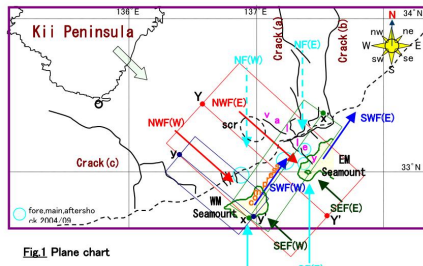 136°E
137°E
34°N
N
Kii Peninsula
nw
ne
W
E
sw
se
S
Crack(a)
Crack(b)
NF(W)
NF(E)
Y
NWF(E)
NWF(W)
scr
v
a
l
l
e
y
x
SWF(E)
Crack(c)
y
33°N
EM
Seamount
SWF(W)
WM
Seamount
x
y
Y'
SEF(E)
SEF(W)
fore,main,aftersho
ck 2004/09
Fig.1 Plane chart